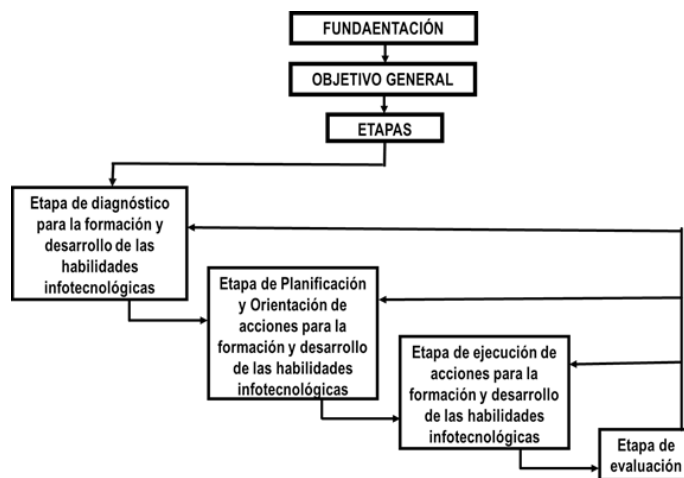 FUNDAENTACIÓN
OBJETIVO GENERAL
ETAPAS
Etapa de diagnóstico
para la formación y
desarrollo de las
habilidades
infotecnológicas
Etapa de Planificación
y Orientación de
acciones para la
formación y desarrollo
de las habilidades
infotecnológicas
Etapa de ejecución de
acciones para la
formación y desarrollo
de las habilidades
infotecnológicas
Etapa de
evaluación